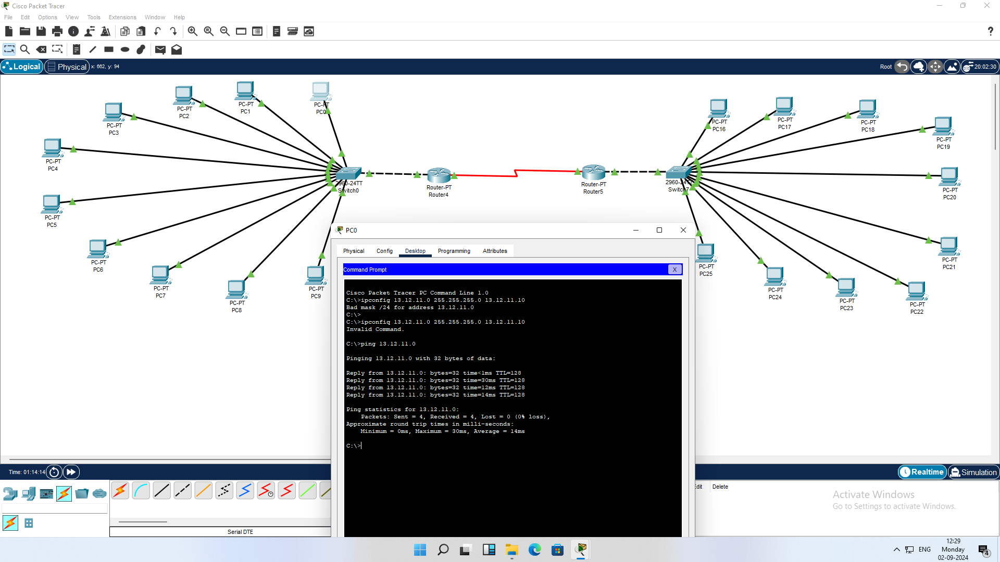 Cisco Packet Tracer
File Edit Options View Tools Extensions Window Help
Logical Physical x: 662, y: 94 Root 20:02:30
PC-PT
PC0
PC-PT
PC1
PC-PT
PC2
PC-PT
PC3
PC-PT
PC4
PC-PT
PC5
PC-PT
PC6
PC-PT
PC7
PC-PT
PC8
PC-PT
PC9
2960-24TT
Switch0
Router-PT
Router4
Router-PT
Router5
2960-24TT
Switch7
PC-PT
PC16
PC-PT
PC17
PC-PT
PC18
PC-PT
PC19
PC-PT
PC20
PC-PT
PC21
PC-PT
PC22
PC-PT
PC23
PC-PT
PC24
PC-PT
PC25
PC0
Physical Config Desktop Programming Attributes
Command Prompt X
Cisco Packet Tracer PC Command Line 1.0
C:\>ipconfig 13.12.11.0 255.255.255.0 13.12.11.10
Bad mask /24 for address 13.12.11.0
C:\>
C:\>ipconfiq 13.12.11.0 255.255.255.0 13.12.11.10
Invalid Command.
C:\>ping 13.12.11.0
Pinging 13.12.11.0 with 32 bytes of data:
Reply from 13.12.11.0: bytes=32 time<1ms TTL=128
Reply from 13.12.11.0: bytes=32 time=30ms TTL=128
Reply from 13.12.11.0: bytes=32 time=12ms TTL=128
Reply from 13.12.11.0: bytes=32 time=14ms TTL=128
Ping statistics for 13.12.11.0:
Packets: Sent = 4, Received = 4, Lost = 0 (0% loss),
Approximate round trip times in milli-seconds:
Minimum = 0ms, Maximum = 30ms, Average = 14ms
C:\>
Time: 01:14:14
Realtime Simulation
dit Delete
Activate Windows
Go to Settings to activate Windows.
Serial DTE
ENG
12:29
Monday
02-09-2024
4